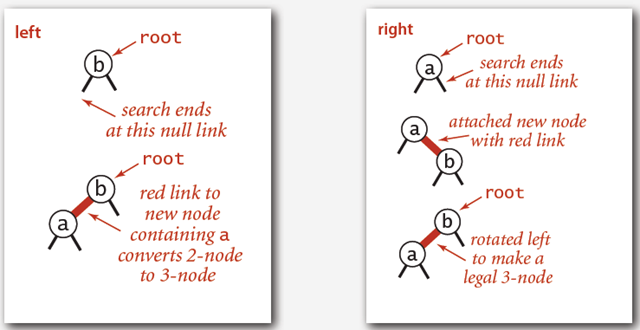 left
root
b
search ends
at this null link
root
b
a
red link to
new node
containing a
converts 2-node
to 3-node
right
root
a
search ends
at this null link
a
attached new node
with red link
b
root
b
a
rotated left
to make a
legal 3-node